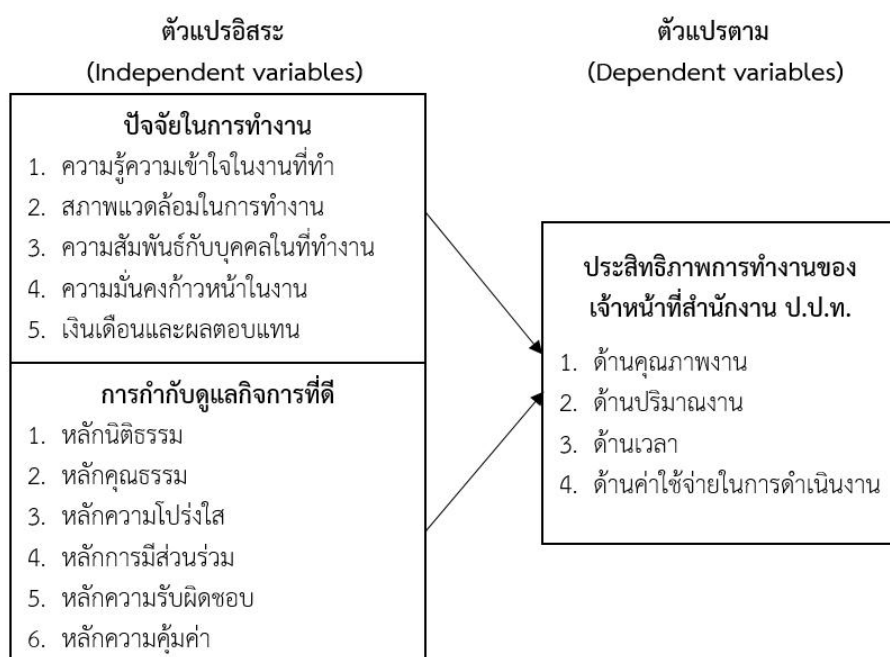 ตัวแปรอิสระ
(Independent variables)
ปัจจัยในการทำงาน
1. ความรู้ความเข้าใจในงานที่ทำ
2. สภาพแวดล้อมในการทำงาน
3. ความสัมพันธ์กับบุคคลในที่ทำงาน
4. ความมั่นคงก้าวหน้าในงาน
5. เงินเดือนและผลตอบแทน
การกำกับดูแลกิจการที่ดี
1. หลักนิติธรรม
2. หลักคุณธรรม
3. หลักความโปร่งใส
4. หลักการมีส่วนร่วม
5. หลักความรับผิดชอบ
6. หลักความคุ้มค่า
ตัวแปรตาม
(Dependent variables)
ประสิทธิภาพการทำงานของ
เจ้าหน้าที่สำนักงาน ป.ป.ท.
1. ด้านคุณภาพงาน
2. ด้านปริมาณงาน
3. ด้านเวลา
4. ด้านค่าใช้จ่ายในการดำเนินงาน